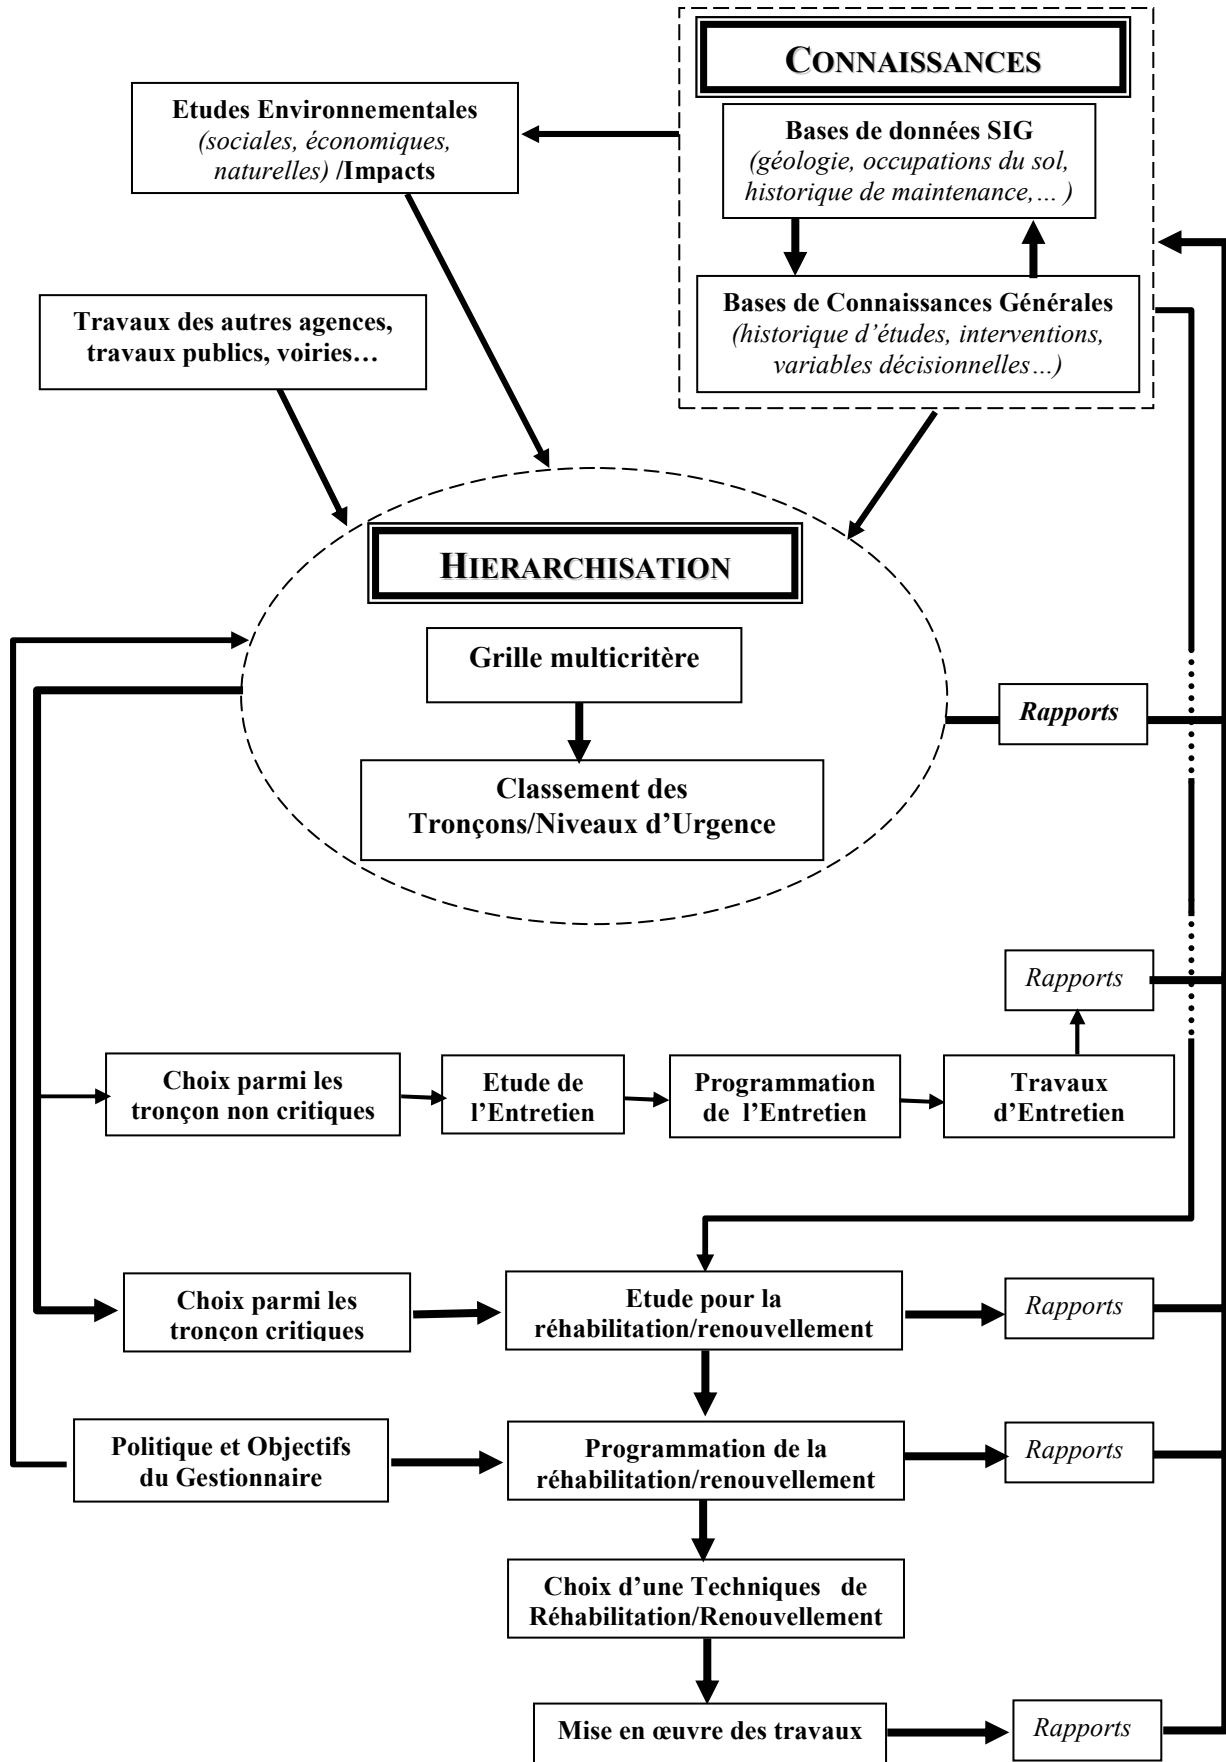 CONNAISSANCES
Etudes Environnementales
(sociales, économiques,
naturelles) /Impacts
Bases de données SIG
(géologie, occupations du sol,
historique de maintenance,… )
Travaux des autres agences,
travaux publics, voiries…
Bases de Connaissances Générales
(historique d’études, interventions,
variables décisionnelles…)
HIERARCHISATION
Grille multicritère
Rapports
Classement des
Tronçons/Niveaux d’Urgence
Rapports
Choix parmi les
tronçon non critiques
Etude de
l’Entretien
Programmation
de l’Entretien
Travaux
d’Entretien
Choix parmi les
tronçon critiques
Etude pour la
réhabilitation/renouvellement
Rapports
Politique et Objectifs
du Gestionnaire
Programmation de la
réhabilitation/renouvellement
Rapports
Choix d’une Techniques de
Réhabilitation/Renouvellement
Mise en œuvre des travaux
Rapports